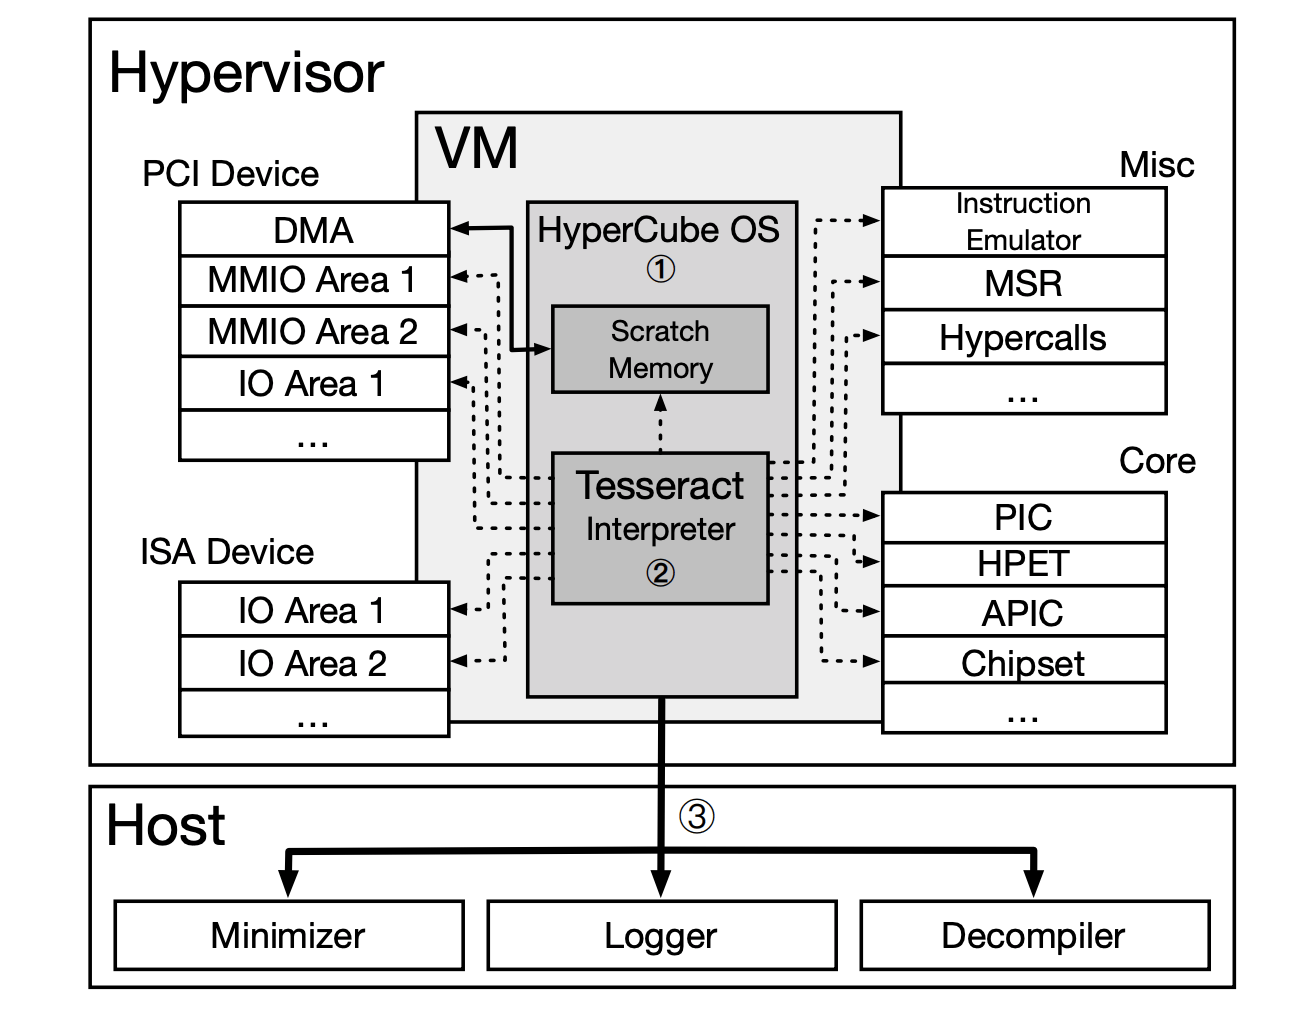 Hypervisor
VM
PCI Device
DMA
MMIO Area 1
MMIO Area 2
IO Area 1
...
ISA Device
IO Area 1
IO Area 2
...
HyperCube OS
①
Scratch
Memory
Tesseract
Interpreter
②
Misc
Instruction
Emulator
MSR
Hypercalls
...
Core
PIC
HPET
APIC
Chipset
...
Host
③
Minimizer
Logger
Decompiler